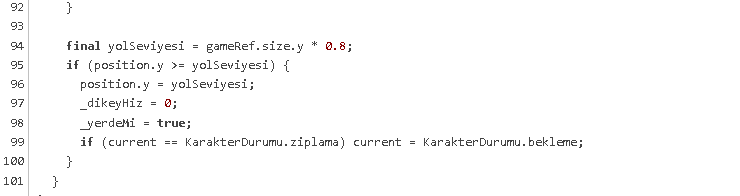 92 }
93
94 final yolSeviyesi = gameRef.size.y * 0.8;
95 if (position.y >= yolSeviyesi) {
96 position.y = yolSeviyesi;
97 _dikeyHiz = 0;
98 _yerdeMi = true;
99 if (current == KarakterDurumu.ziplama) current = KarakterDurumu.bekleme;
100 }
101 }